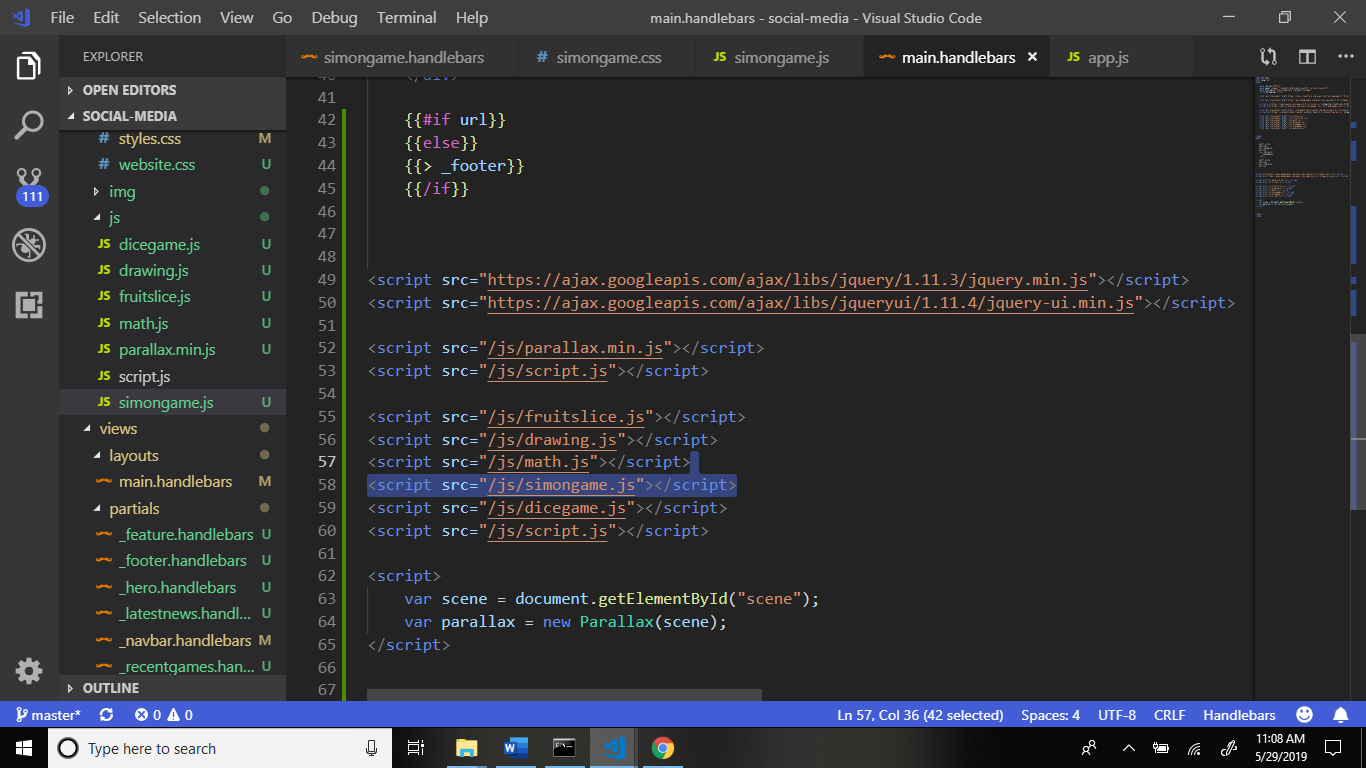 File Edit Selection View Go Debug Terminal Help
main.handlebars - social-media - Visual Studio Code
EXPLORER
OPEN EDITORS
SOCIAL-MEDIA
# styles.css M
# website.css U
img
js
JS dicegame.js U
JS drawing.js U
JS fruitslice.js U
JS math.js U
JS parallax.min.js U
JS script.js
JS simongame.js U
views
layouts
main.handlebars M
partials
_feature.handlebars U
_footer.handlebars U
_hero.handlebars U
_latestnews.handl... U
_navbar.handlebars M
_recentgames.han... U
OUTLINE
111
simongame.handlebars
# simongame.css
JS simongame.js
main.handlebars
JS app.js
40 </div>
41
42 {{#if url}}
43 {{else}}
44 {{> _footer}}
45 {{/if}}
46
47
48
49 <script src="https://ajax.googleapis.com/ajax/libs/jquery/1.11.3/jquery.min.js"></script>
50 <script src="https://ajax.googleapis.com/ajax/libs/jqueryui/1.11.4/jquery-ui.min.js"></script>
51
52 <script src="/js/parallax.min.js"></script>
53 <script src="/js/script.js"></script>
54
55 <script src="/js/fruitslice.js"></script>
56 <script src="/js/drawing.js"></script>
57 <script src="/js/math.js"></script>
58 <script src="/js/simongame.js"></script>
59 <script src="/js/dicegame.js"></script>
60 <script src="/js/script.js"></script>
61
62 <script>
63 var scene = document.getElementById("scene");
64 var parallax = new Parallax(scene);
65 </script>
66
67
master* 0 0
Ln 57, Col 36 (42 selected) Spaces: 4 UTF-8 CRLF Handlebars
Type here to search
11:08 AM
5/29/2019